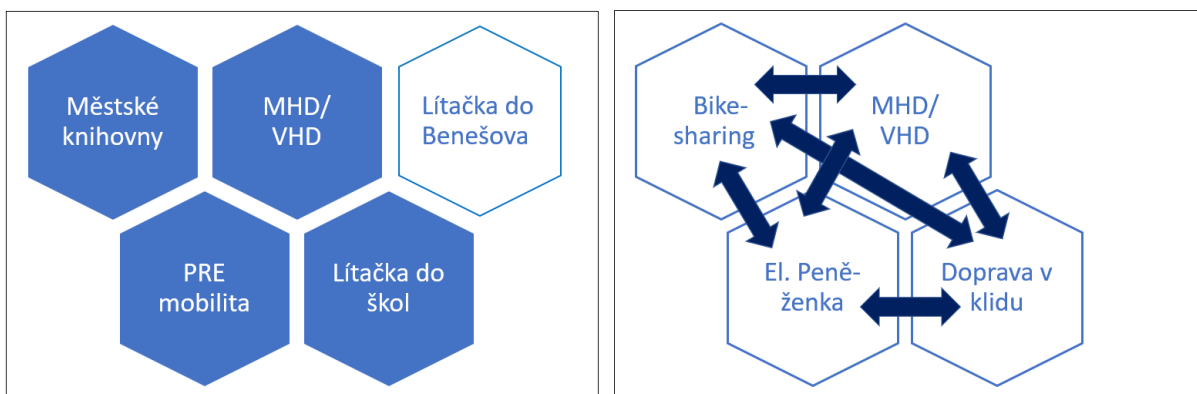 Městské
knihovny
MHD/
VHD
Lítačka do
Benešova
PRE
mobilita
Lítačka do
škol
Bike-
sharing
MHD/
VHD
El. Peně-
ženka
Doprava v
klidu